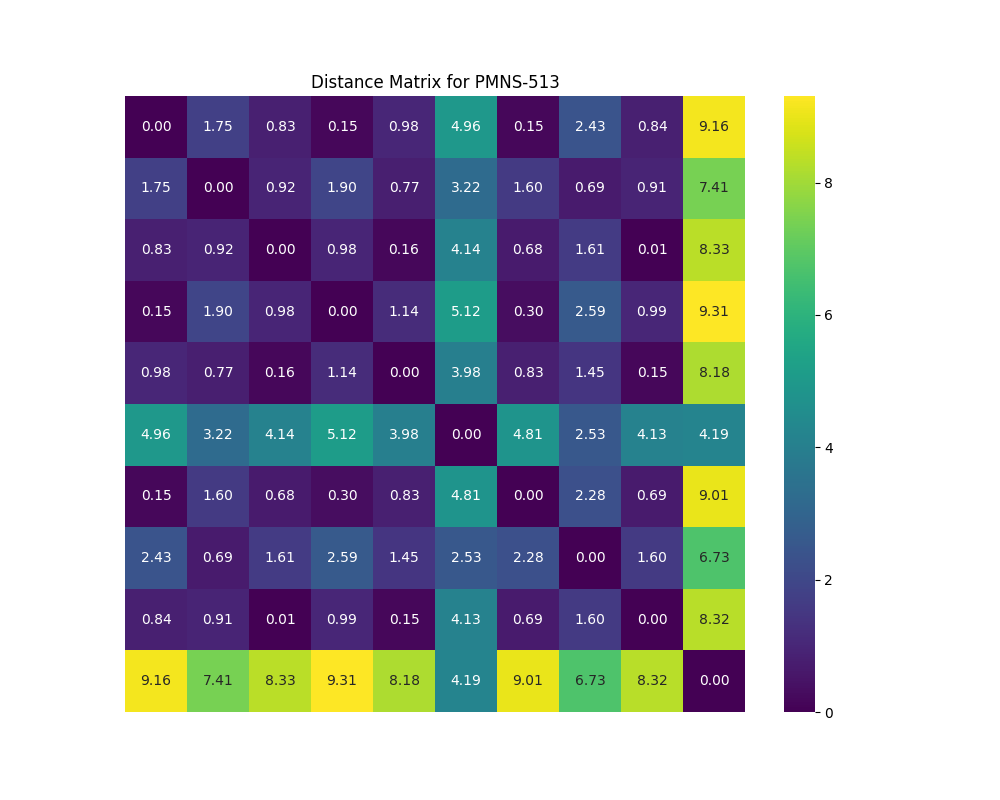 Distance Matrix for PMNS-513
0.00 1.75 0.83 0.15 0.98 4.96 0.15 2.43 0.84 9.16
1.75 0.00 0.92 1.90 0.77 3.22 1.60 0.69 0.91 7.41
8
0.83 0.92 0.00 0.98 0.16 4.14 0.68 1.61 0.01 8.33
0.15 1.90 0.98 0.00 1.14 5.12 0.30 2.59 0.99 9.31
6
0.98 0.77 0.16 1.14 0.00 3.98 0.83 1.45 0.15 8.18
4.96 3.22 4.14 5.12 3.98 0.00 4.81 2.53 4.13 4.19
4
0.15 1.60 0.68 0.30 0.83 4.81 0.00 2.28 0.69 9.01
2.43 0.69 1.61 2.59 1.45 2.53 2.28 0.00 1.60 6.73
2
0.84 0.91 0.01 0.99 0.15 4.13 0.69 1.60 0.00 8.32
9.16 7.41 8.33 9.31 8.18 4.19 9.01 6.73 8.32 0.00
0